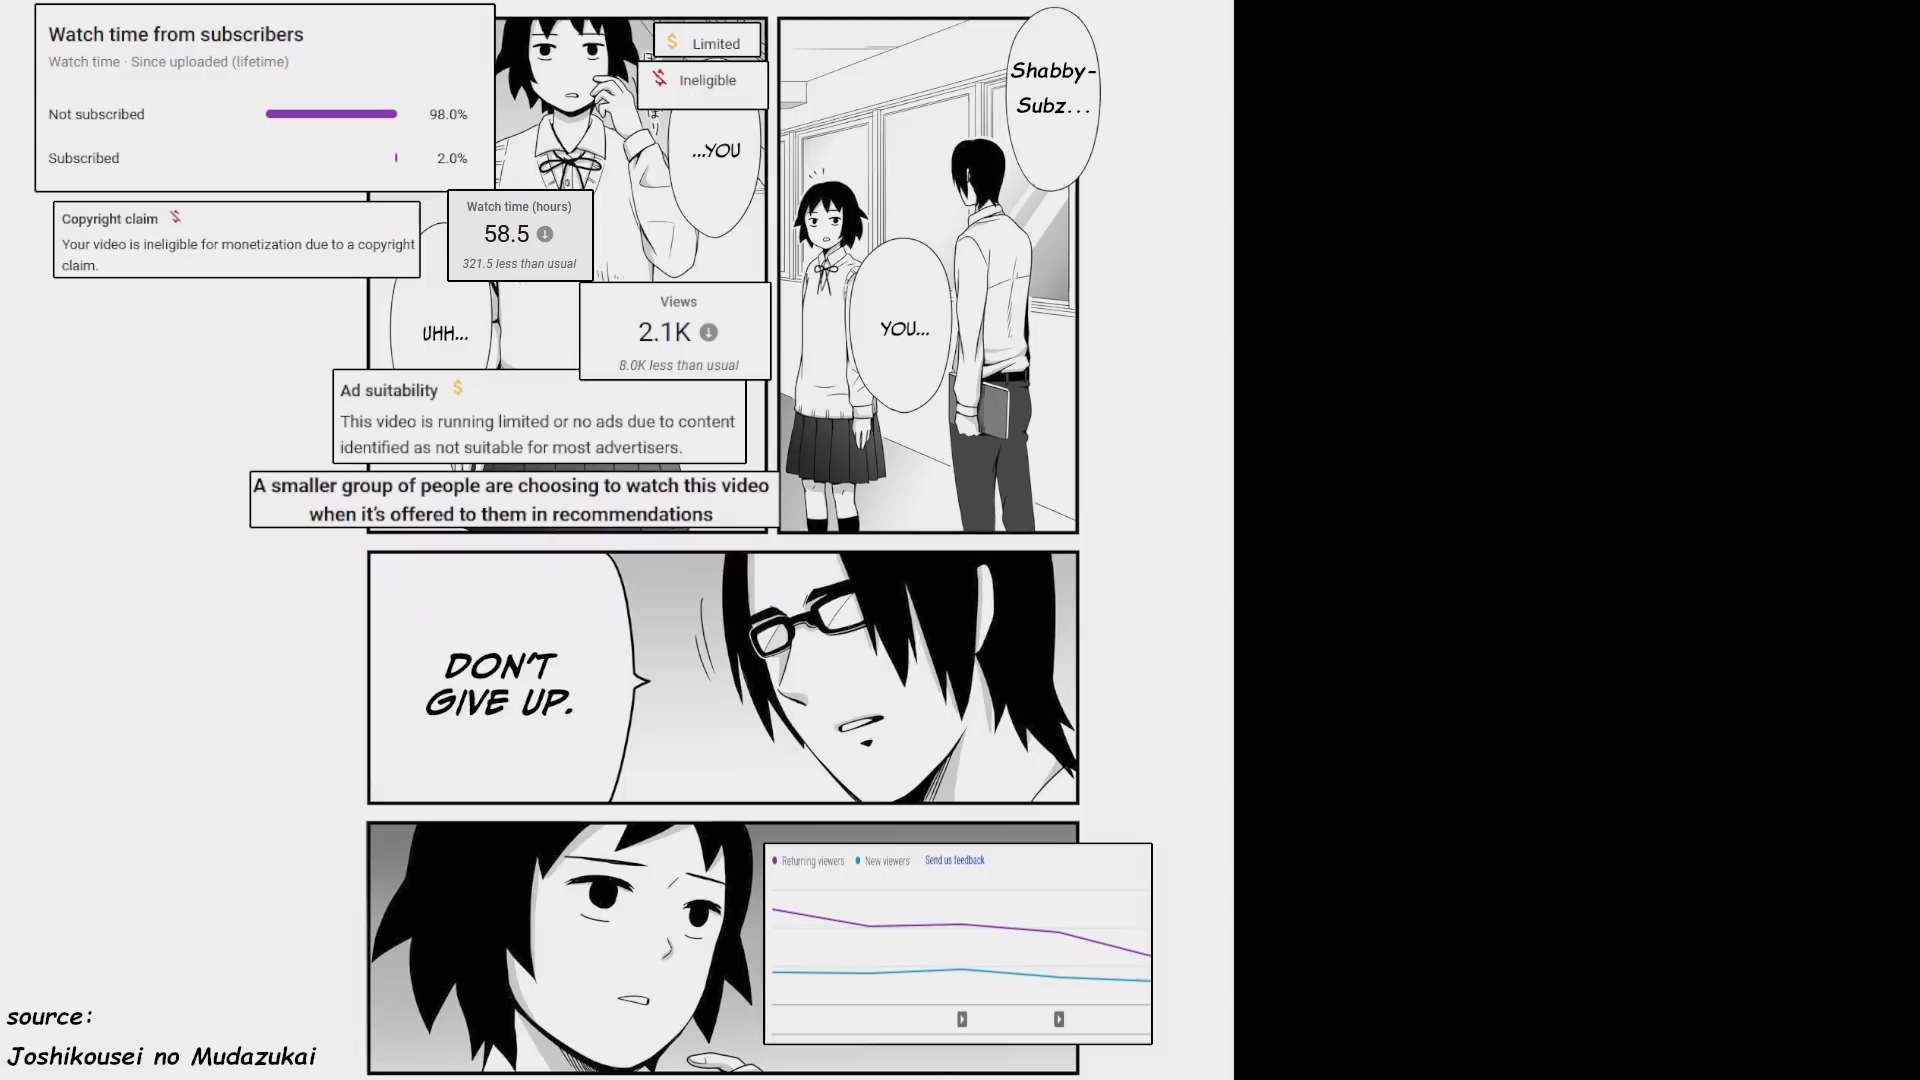 Watch time from subscribers
Watch time · Since uploaded (lifetime)
Not subscribed 98.0%
Subscribed 2.0%
Copyright claim
Your video is ineligible for monetization due to a copyright
claim.
Watch time (hours)
58.5
321.5 less than usual
Limited
Ineligible
Shabby-
Subz...
YOU...
...YOU
UHH...
Views
2.1K
8.0K less than usual
Ad suitability
This video is running limited or no ads due to content
identified as not suitable for most advertisers.
A smaller group of people are choosing to watch this video
when it's offered to them in recommendations
DON'T
GIVE UP.
Returning viewers New viewers Send us feedback
source:
Joshikousei no Mudazukai